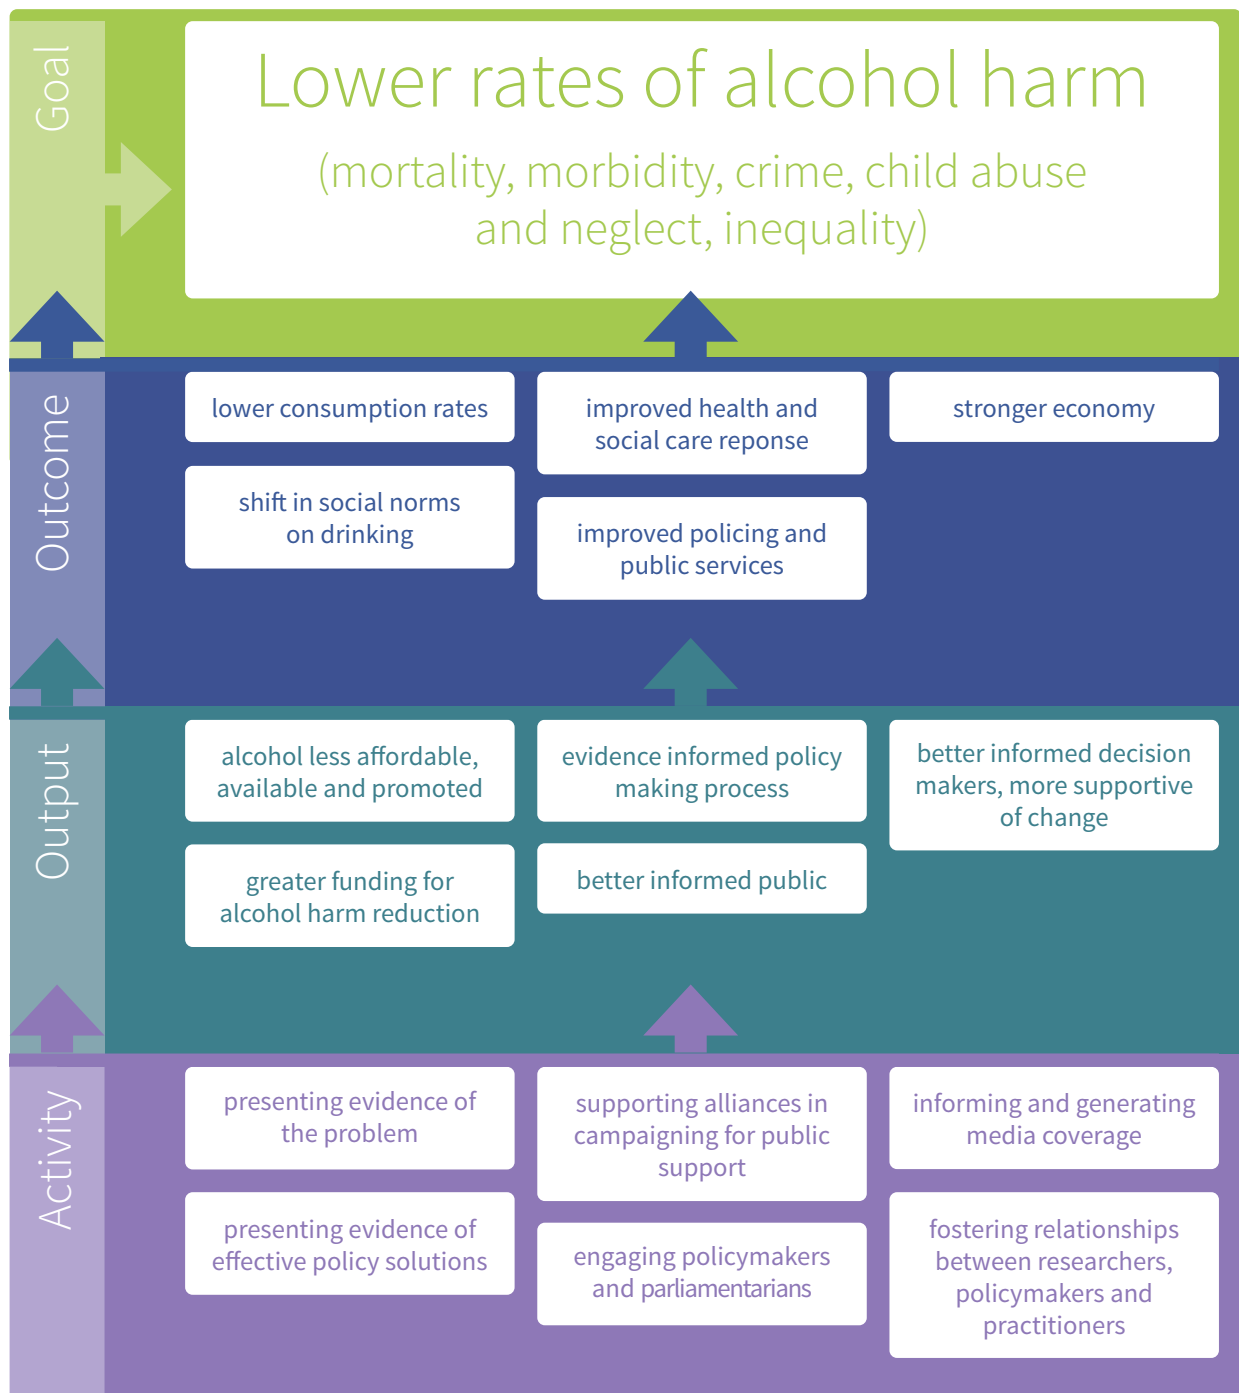 Goal
Lower rates of alcohol harm
(mortality, morbidity, crime, child abuse
and neglect, inequality)
Outcome
lower consumption rates
shift in social norms
on drinking
improved health and
social care reponse
improved policing and
public services
stronger economy
Output
alcohol less affordable,
available and promoted
greater funding for
alcohol harm reduction
evidence informed policy
making process
better informed public
better informed decision
makers, more supportive
of change
Activity
presenting evidence of
the problem
presenting evidence of
effective policy solutions
supporting alliances in
campaigning for public
support
engaging policymakers
and parliamentarians
informing and generating
media coverage
fostering relationships
between researchers,
policymakers and
practitioners